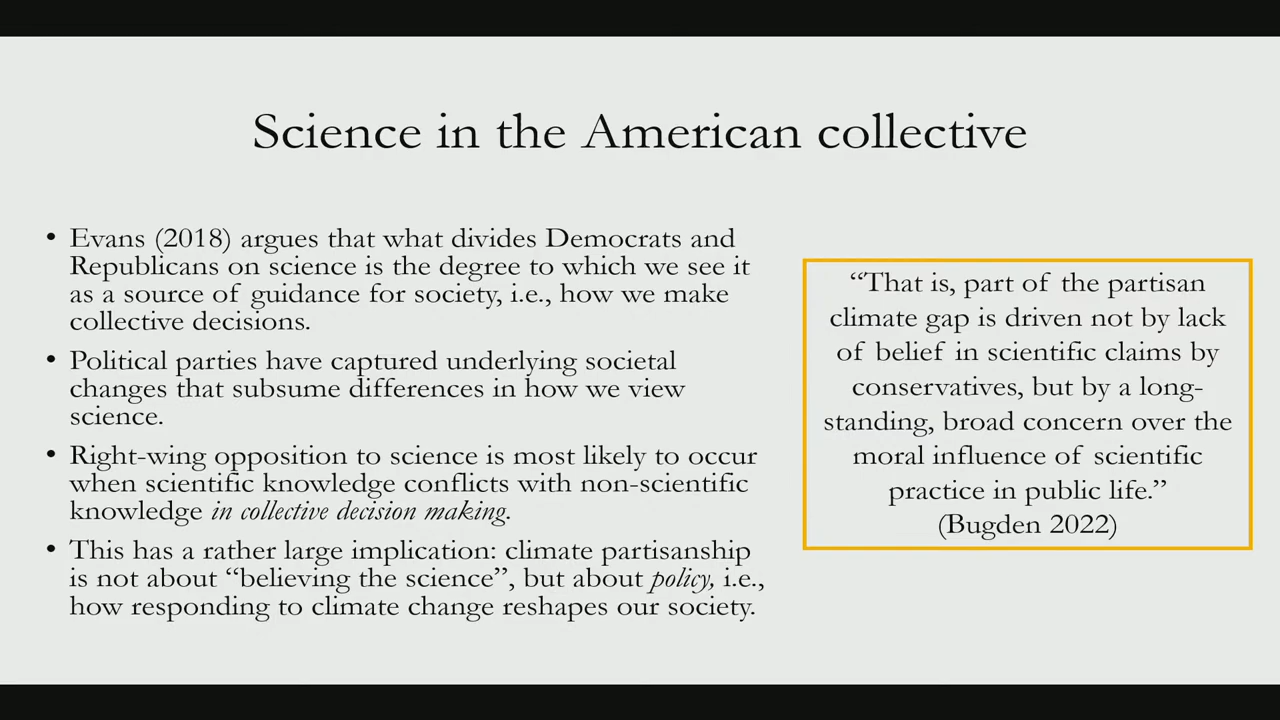 Science in the American collective
• Evans (2018) argues that what divides Democrats and
Republicans on science is the degree to which we see it
as a source of guidance for society, i.e., how we make
collective decisions.
• Political parties have captured underlying societal
changes that subsume differences in how we view
science.
• Right-wing opposition to science is most likely to occur
when scientific knowledge conflicts with non-scientific
knowledge in collective decision making.
• This has a rather large implication: climate partisanship
is not about “believing the science”, but about policy, i.e.,
how responding to climate change reshapes our society.
“That is, part of the partisan
climate gap is driven not by lack
of belief in scientific claims by
conservatives, but by a long-
standing, broad concern over the
moral influence of scientific
practice in public life.”
(Bugden 2022)